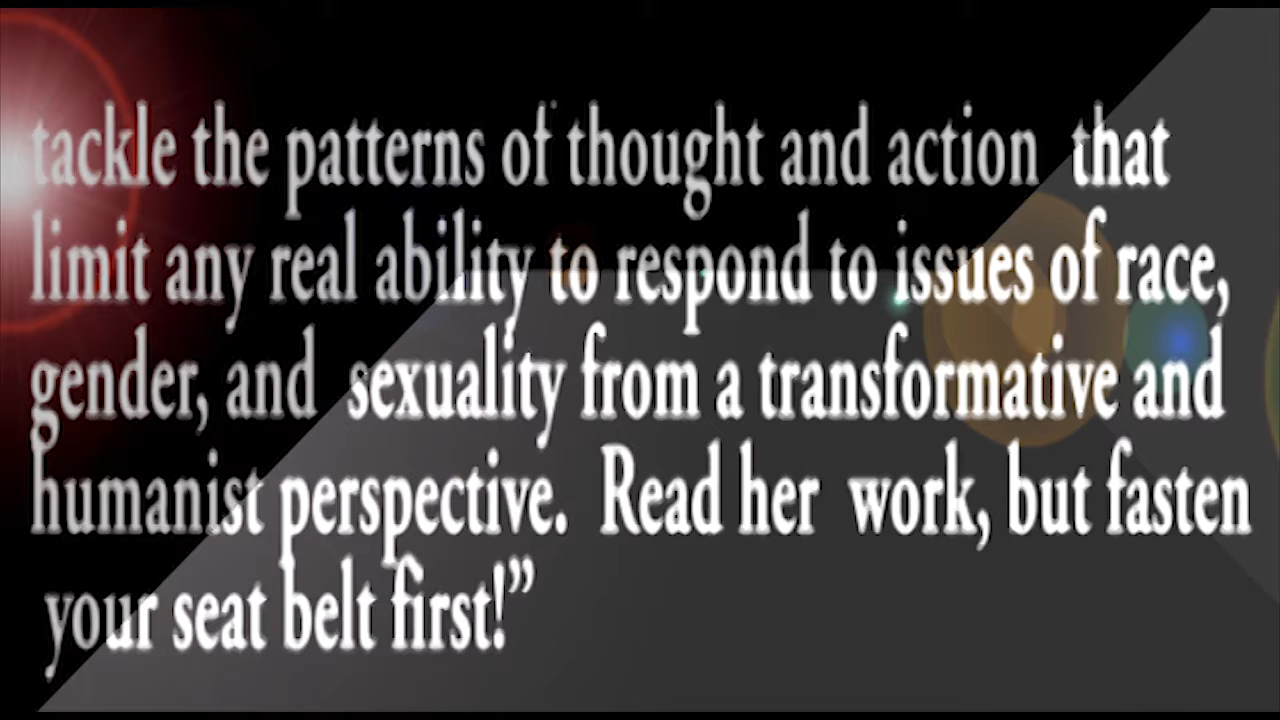 tackle the patterns of thought and action that
limit any real ability to respond to issues of race,
gender, and sexuality from a transformative and
humanist perspective. Read her work, but fasten
your seat belt first!”